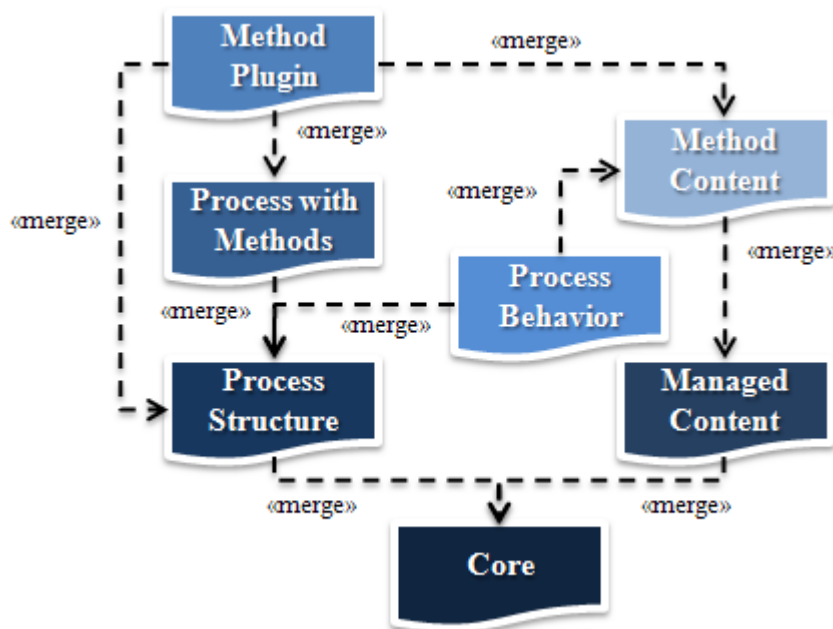 Method
Plugin
«merge»
«merge»
Method
Content
«merge»
Process with
Methods
«merge»
«merge»
Process
Behavior
«merge»
«merge»
«merge»
Process
Structure
Managed
Content
«merge»
«merge»
Core